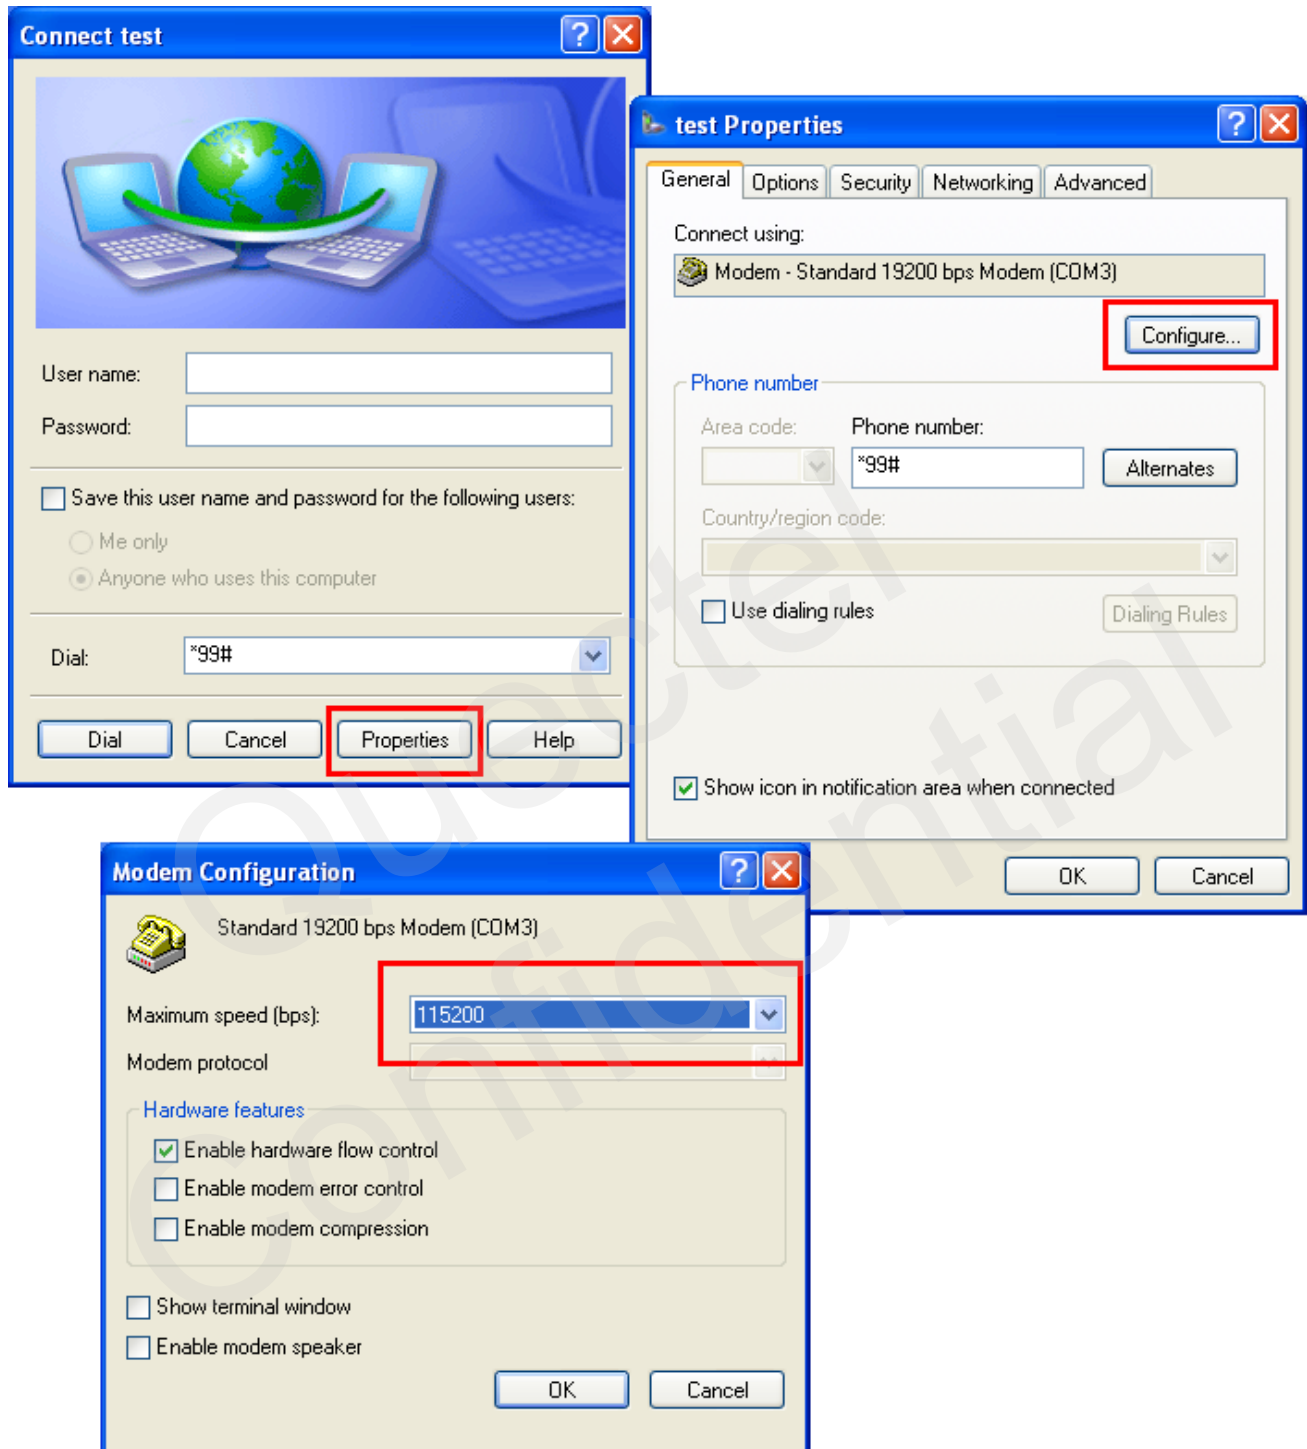 Connect test
User name:
Password:
Save this user name and password for the following users:
Me only
Anyone who uses this computer
Dial:
*99#
Dial
Cancel
Properties
Help
test Properties
General
Options
Security
Networking
Advanced
Connect using:
Modem - Standard 19200 bps Modem (COM3)
Configure...
Phone number
Area code:
Phone number:
*99#
Alternates
Country/region code:
Use dialing rules
Dialing Rules
Show icon in notification area when connected
OK
Cancel
Modem Configuration
Standard 19200 bps Modem (COM3)
Maximum speed (bps):
115200
Modem protocol
Hardware features
Enable hardware flow control
Enable modem error control
Enable modem compression
Show terminal window
Enable modem speaker
OK
Cancel
Quectel
Confidential